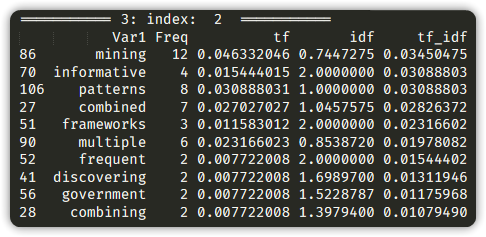 =========== 3: index:  2  ===========
Var1 Freq tf idf tf_idf
86 mining 12 0.046332046 0.7447275 0.03450475
70 informative 4 0.015444015 2.0000000 0.03088803
106 patterns 8 0.030888031 1.0000000 0.03088803
27 combined 7 0.027027027 1.0457575 0.02826372
51 frameworks 3 0.011583012 2.0000000 0.02316602
90 multiple 6 0.023166023 0.8538720 0.01978082
52 frequent 2 0.007722008 2.0000000 0.01544402
41 discovering 2 0.007722008 1.6989700 0.01311946
56 government 2 0.007722008 1.5228787 0.01175968
28 combining 2 0.007722008 1.3979400 0.01079490